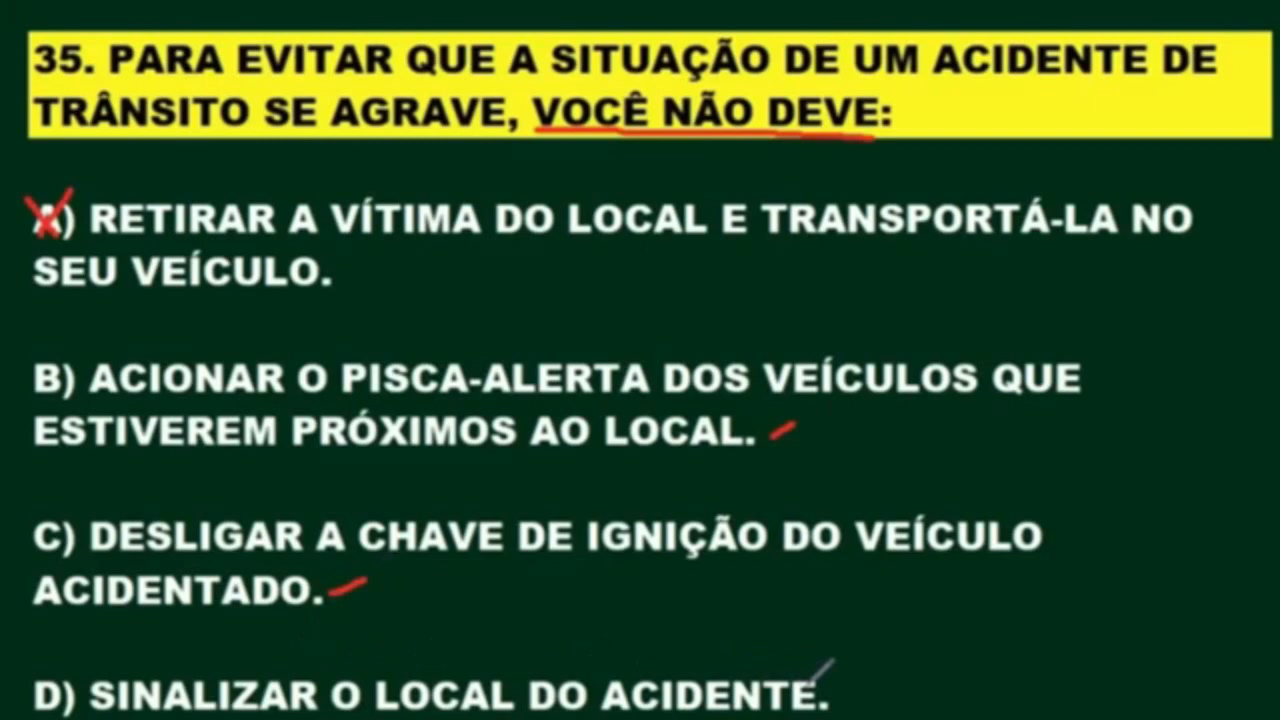 35. PARA EVITAR QUE A SITUAÇÃO DE UM ACIDENTE DE
TRÂNSITO SE AGRAVE, VOCÊ NÃO DEVE:
A) RETIRAR A VÍTIMA DO LOCAL E TRANSPORTÁ-LA NO
SEU VEÍCULO.
B) ACIONAR O PISCA-ALERTA DOS VEÍCULOS QUE
ESTIVEREM PRÓXIMOS AO LOCAL.
C) DESLIGAR A CHAVE DE IGNIÇÃO DO VEÍCULO
ACIDENTADO.
D) SINALIZAR O LOCAL DO ACIDENTE.